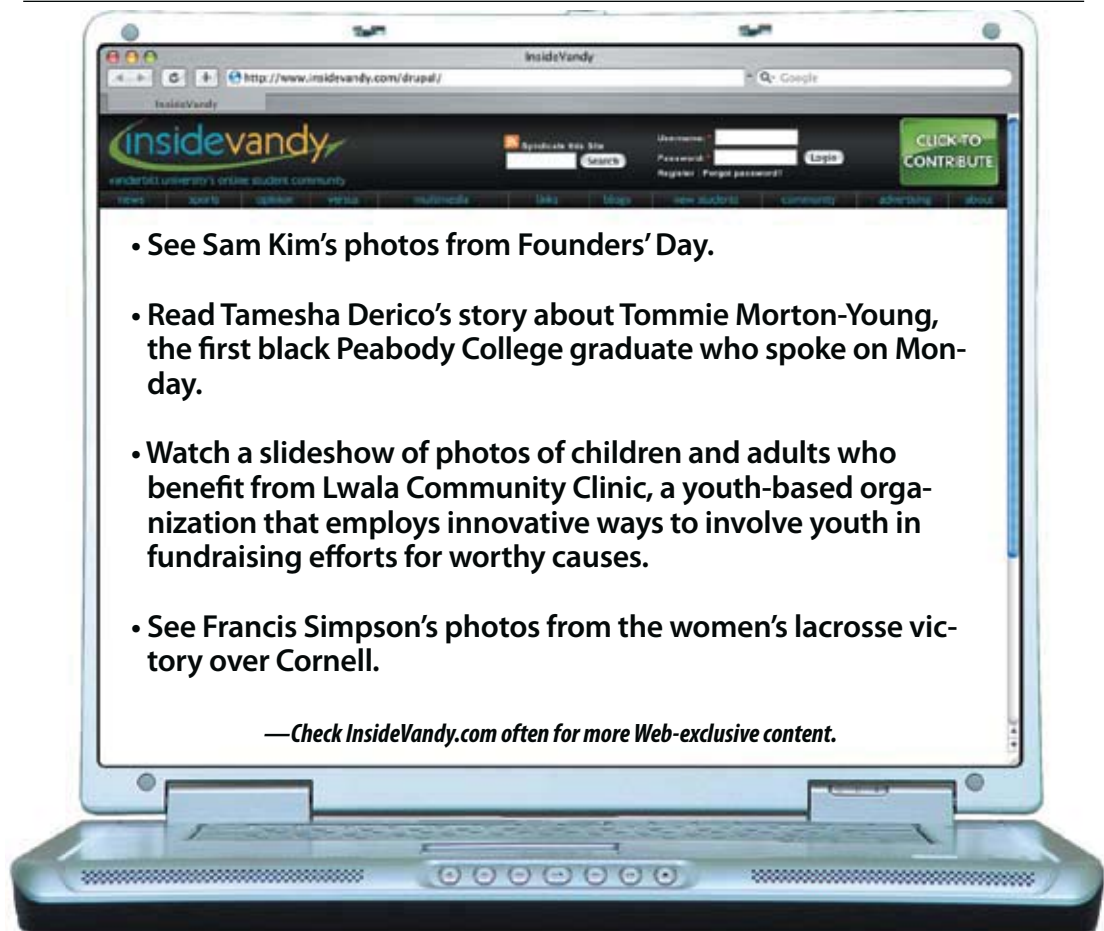 InsideVandy
http://www.insidevandy.com/drupal/
Google
InsideVandy
insidevandy
vanderbilt university's online student community
Syndicate this Site
Search
Username: *
Password: *
Login
Register | Forgot password?
CLICK TO
CONTRIBUTE
news sports opinion versus multimedia links blogs new students community advertising about
• See Sam Kim’s photos from Founders’ Day.
• Read Tamesha Derico’s story about Tommie Morton-Young,
the first black Peabody College graduate who spoke on Mon-
day.
• Watch a slideshow of photos of children and adults who
benefit from Lwala Community Clinic, a youth-based orga-
nization that employs innovative ways to involve youth in
fundraising efforts for worthy causes.
• See Francis Simpson’s photos from the women’s lacrosse vic-
tory over Cornell.
—Check InsideVandy.com often for more Web-exclusive content.